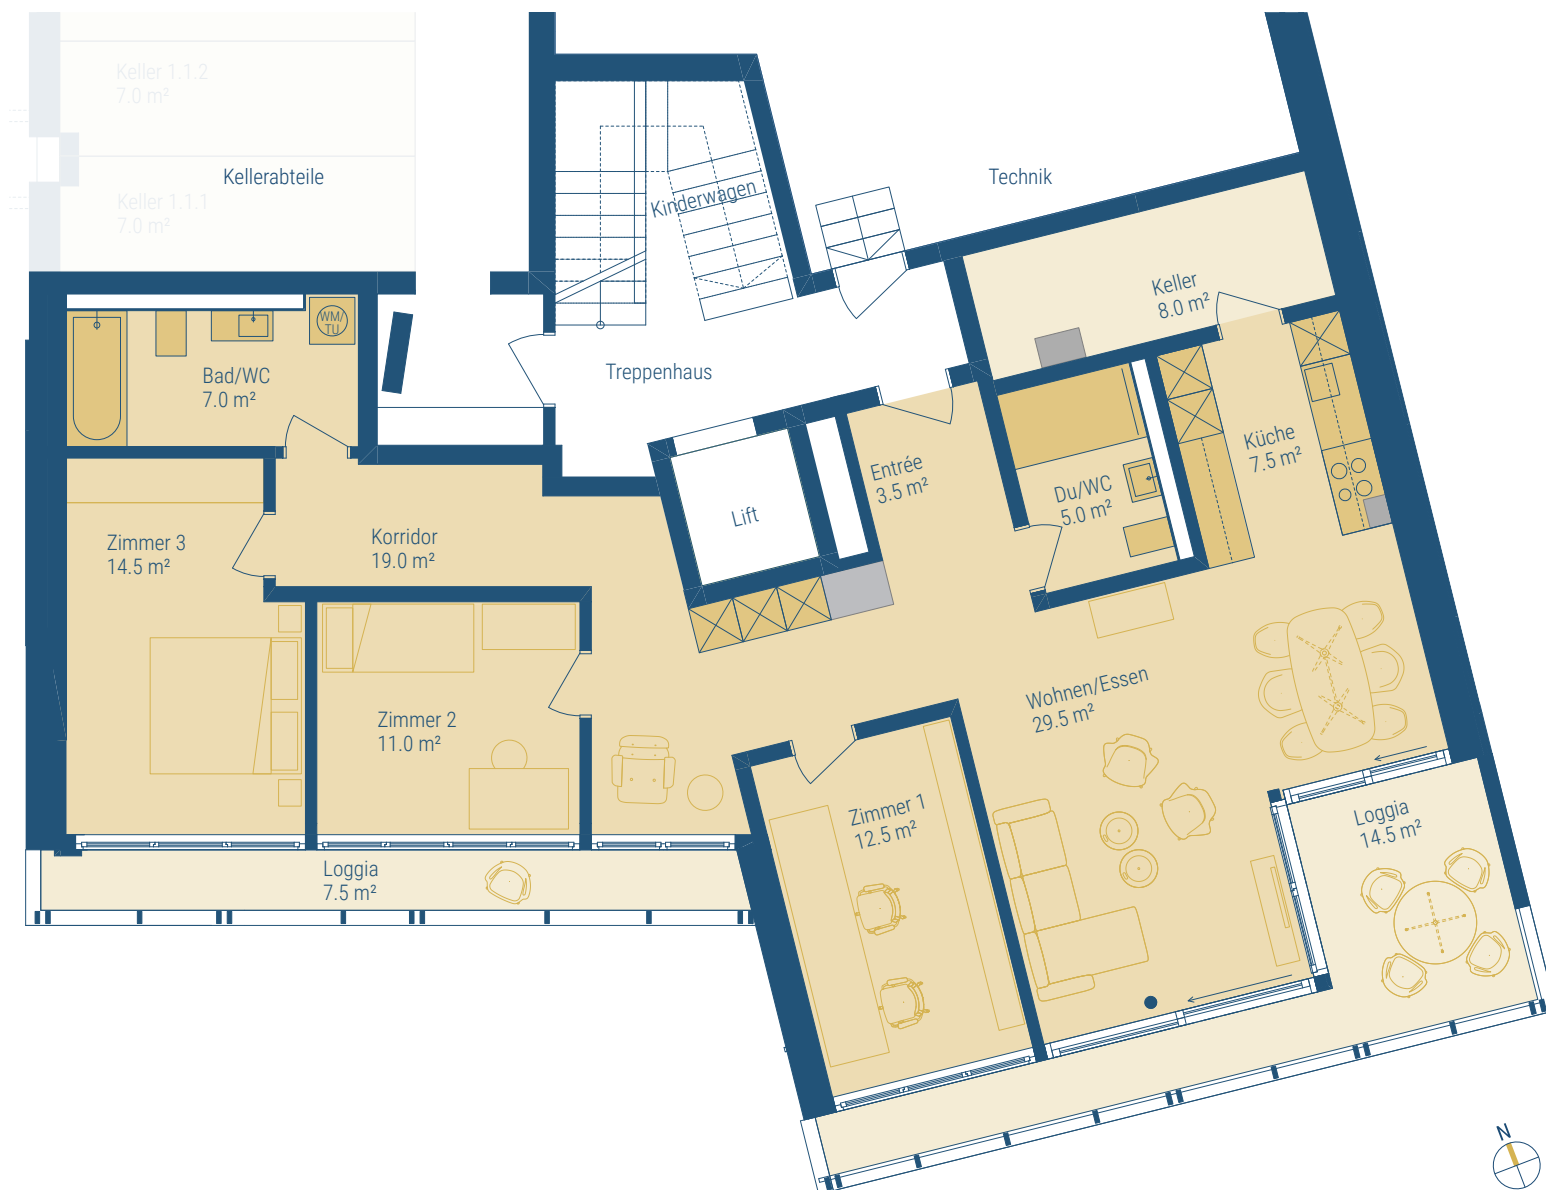 Keller 1.1.2
7.0 m²
Kellerabteile
Keller 1.1.1
7.0 m²
Kinderwagen
Technik
Keller
8.0 m²
WM/
TU
Bad/WC
7.0 m²
Treppenhaus
Küche
7.5 m²
Entrée
3.5 m²
Du/WC
5.0 m²
Lift
Zimmer 3
14.5 m²
Korridor
19.0 m²
Wohnen/Essen
29.5 m²
Zimmer 2
11.0 m²
Zimmer 1
12.5 m²
Loggia
14.5 m²
Loggia
7.5 m²
N